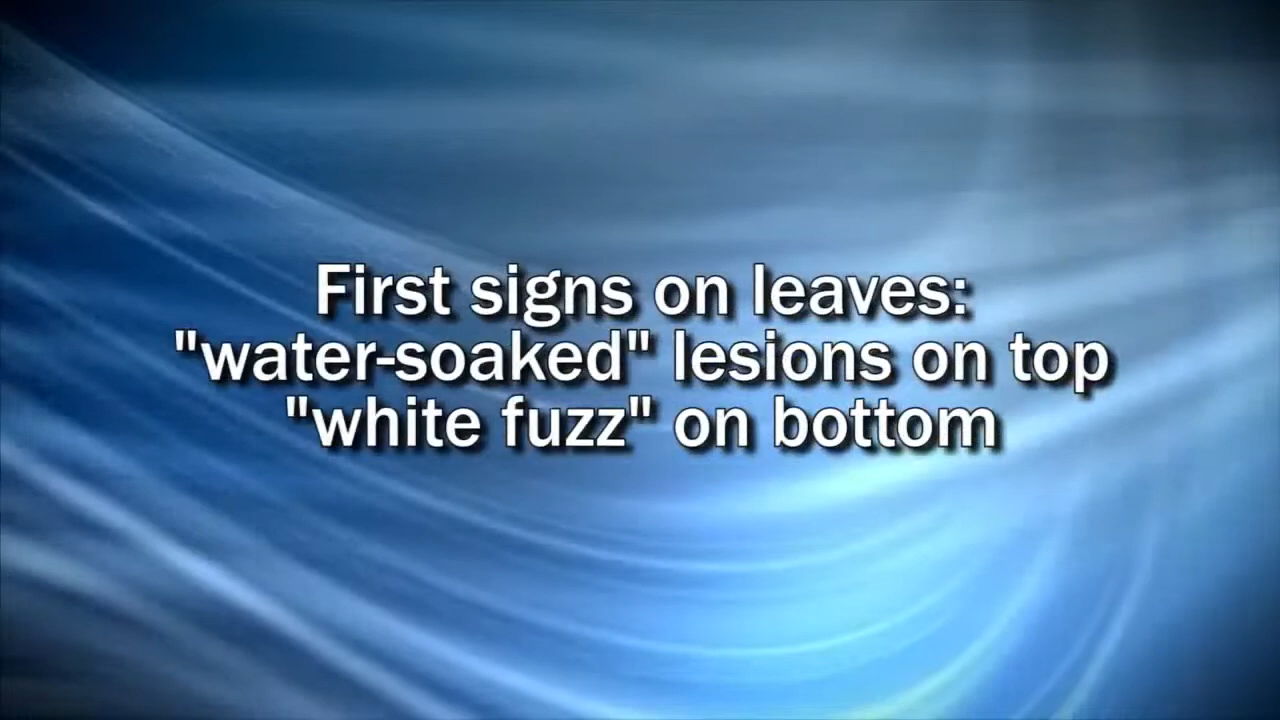 First signs on leaves:
"water-soaked" lesions on top
"white fuzz" on bottom